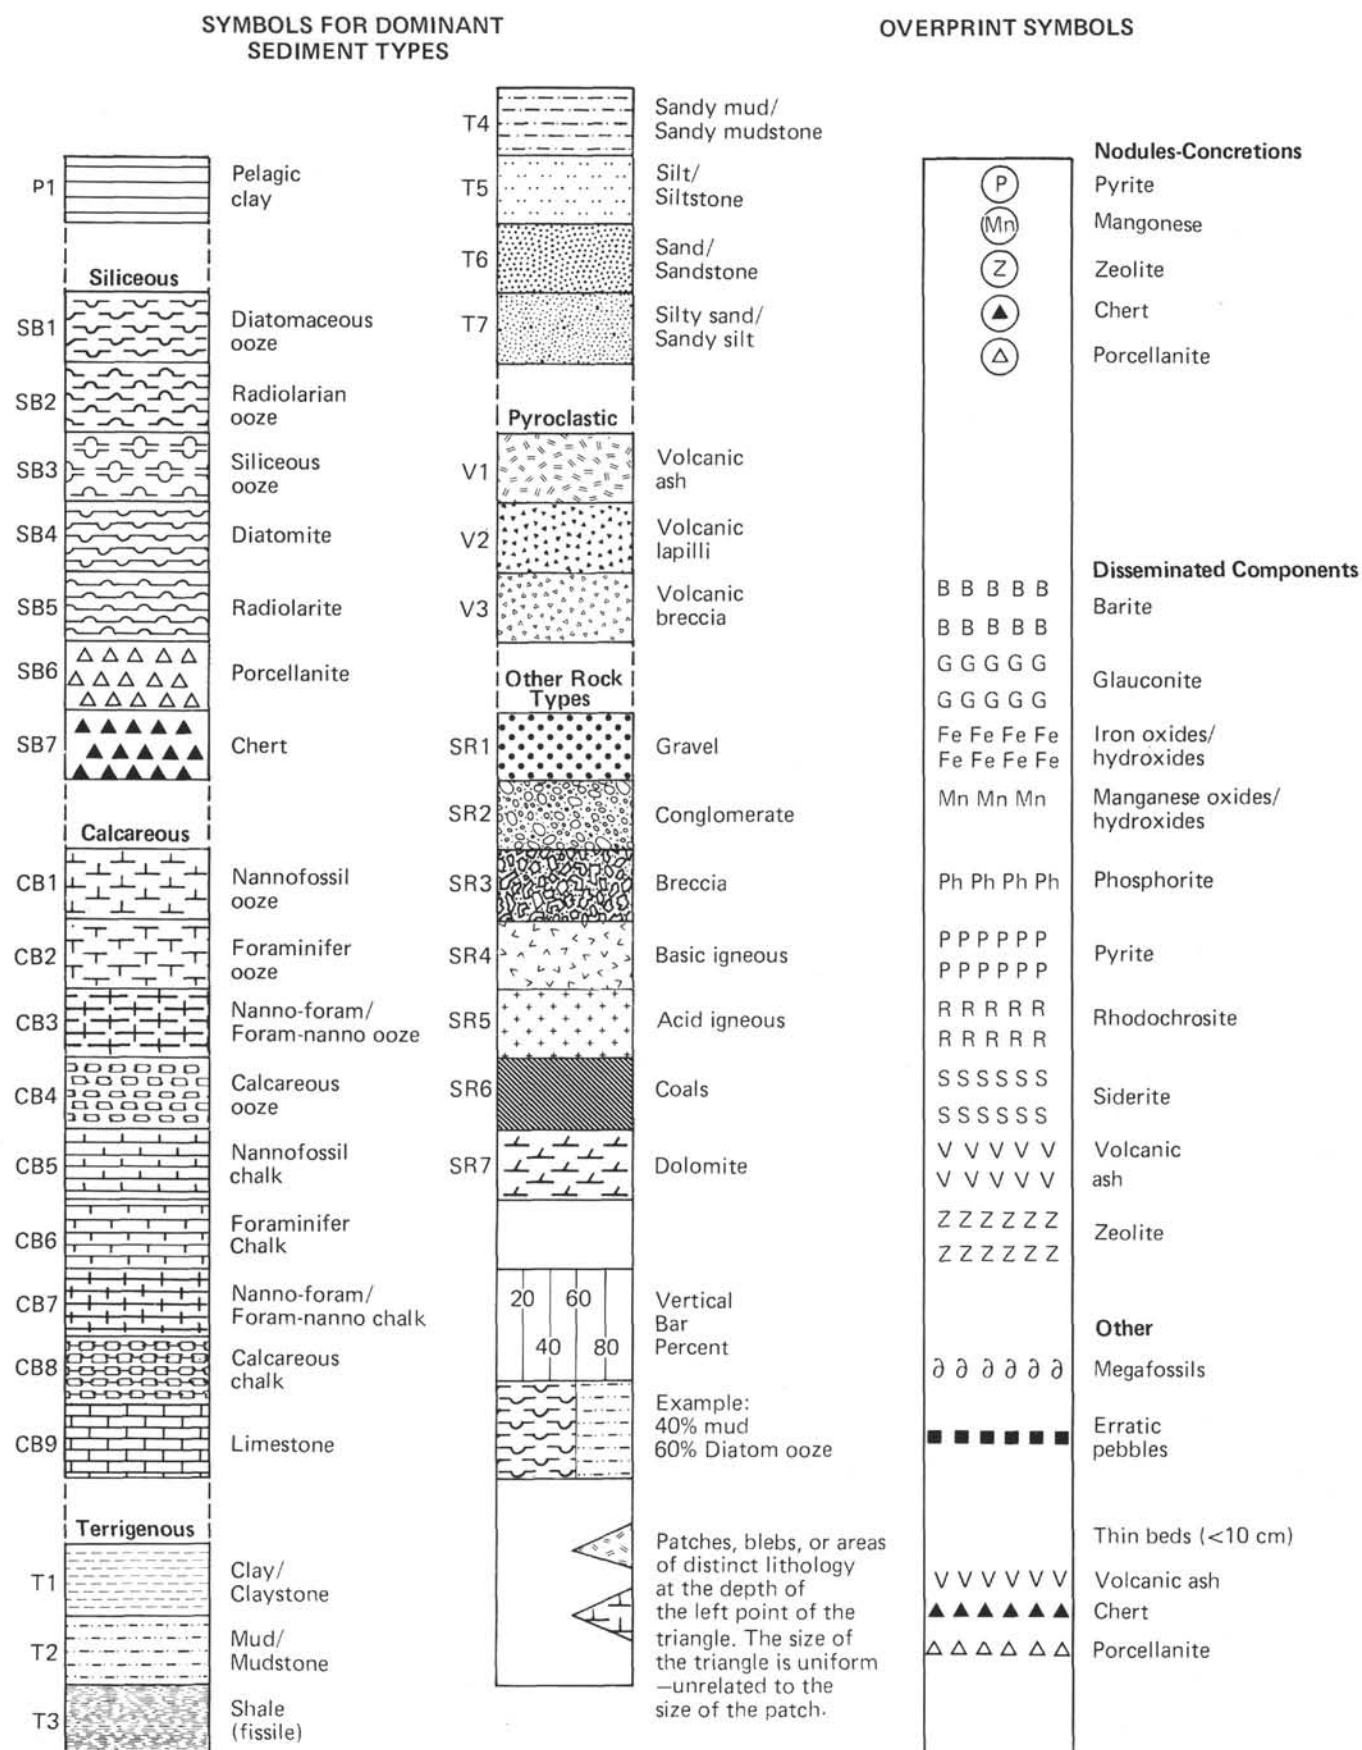 SYMBOLS FOR DOMINANT
SEDIMENT TYPES
P1
Pelagic
clay
Siliceous
SB1
Diatomaceous
ooze
SB2
Radiolarian
ooze
SB3
Siliceous
ooze
SB4
Diatomite
SB5
Radiolarite
SB6
Porcellanite
SB7
Chert
Calcareous
CB1
Nannofossil
ooze
CB2
Foraminifer
ooze
CB3
Nanno-foram/
Foram-nanno ooze
CB4
Calcareous
ooze
CB5
Nannofossil
chalk
CB6
Foraminifer
Chalk
CB7
Nanno-foram/
Foram-nanno chalk
CB8
Calcareous
chalk
CB9
Limestone
Terrigenous
T1
Clay/
Claystone
T2
Mud/
Mudstone
T3
Shale
(fissile)
T4
Sandy mud/
Sandy mudstone
T5
Silt/
Siltstone
T6
Sand/
Sandstone
T7
Silty sand/
Sandy silt
Pyroclastic
V1
Volcanic
ash
V2
Volcanic
lapilli
V3
Volcanic
breccia
Other Rock
Types
SR1
Gravel
SR2
Conglomerate
SR3
Breccia
SR4
Basic igneous
SR5
Acid igneous
SR6
Coals
SR7
Dolomite
20 60
40 80
Vertical
Bar
Percent
Example:
40% mud
60% Diatom ooze
Patches, blebs, or areas
of distinct lithology
at the depth of
the left point of the
triangle. The size of
the triangle is uniform
—unrelated to the
size of the patch.
OVERPRINT SYMBOLS
Nodules-Concretions
P
Pyrite
Mn
Mangonese
Z
Zeolite
Chert
Porcellanite
Disseminated Components
B B B B B
Barite
B B B B B
G G G G G
Glauconite
G G G G G
Fe Fe Fe Fe
Iron oxides/
Fe Fe Fe Fe
hydroxides
Mn Mn Mn
Manganese oxides/
hydroxides
Ph Ph Ph Ph
Phosphorite
P P P P P P
Pyrite
P P P P P P
R R R R R
Rhodochrosite
R R R R R
S S S S S S
Siderite
S S S S S S
V V V V V
Volcanic
V V V V V
ash
Z Z Z Z Z Z
Zeolite
Z Z Z Z Z Z
Other
∂ ∂ ∂ ∂ ∂ ∂
Megafossils
Erratic
pebbles
Thin beds (<10 cm)
V V V V V V
Volcanic ash
Chert
Porcellanite